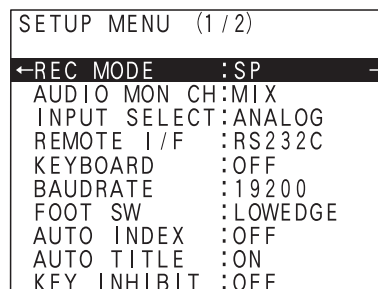 SETUP MENU (1/2)
←REC MODE :SP
AUDIO MON CH:MIX
INPUT SELECT:ANALOG
REMOTE I/F :RS232C
KEYBOARD :OFF
BAUDRATE :19200
FOOT SW :LOWEDGE
AUTO INDEX :OFF
AUTO TITLE :ON
KEY INHIBIT :OFF